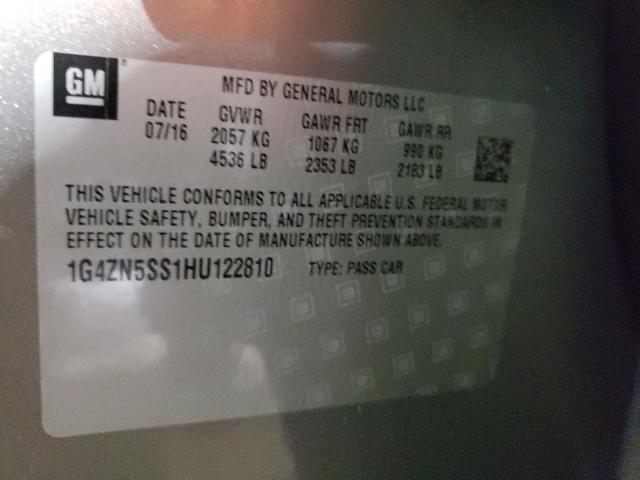 GM
MFD BY GENERAL MOTORS LLC
DATE GVWR GAWR FRT GAWR RR
07/16 2057 KG 1067 KG 990 KG
4536 LB 2353 LB 2183 LB
THIS VEHICLE CONFORMS TO ALL APPLICABLE U.S. FEDERAL MOTOR
VEHICLE SAFETY, BUMPER, AND THEFT PREVENTION STANDARDS IN
EFFECT ON THE DATE OF MANUFACTURE SHOWN ABOVE.
1G4ZN5SS1HU122810 TYPE: PASS CAR